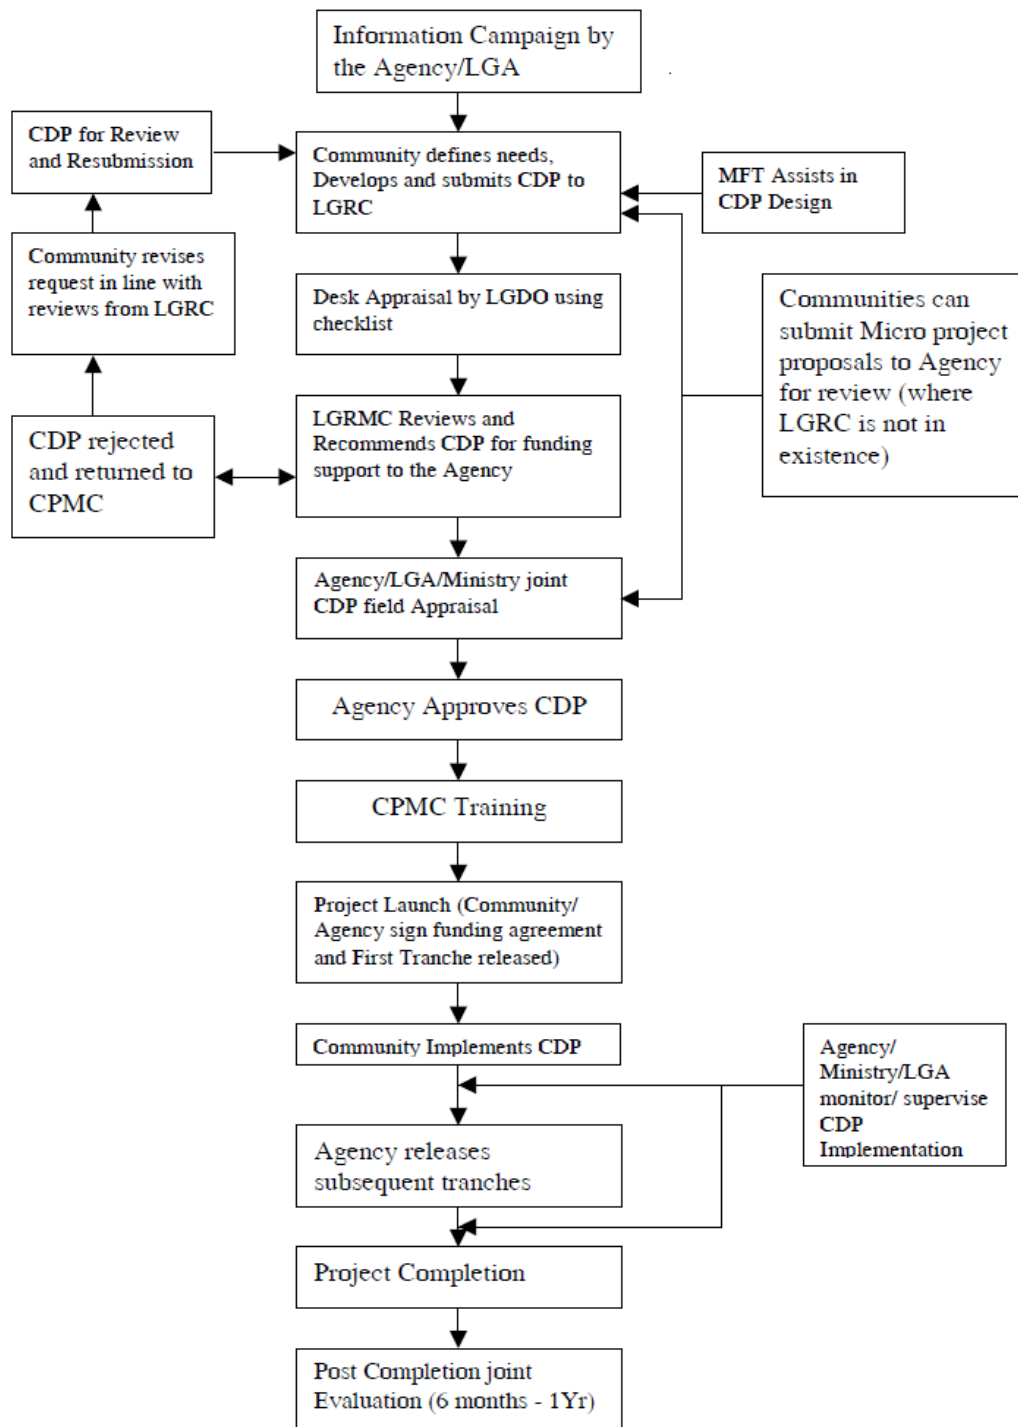 Information Campaign by
the Agency/LGA
CDP for Review
and Resubmission
Community defines needs,
Develops and submits CDP to
LGRC
MFT Assists in
CDP Design
Community revises
request in line with
reviews from LGRC
Desk Appraisal by LGDO using
checklist
Communities can
submit Micro project
proposals to Agency
for review (where
LGRC is not in
existence)
CDP rejected
and returned to
CPMC
LGRMC Reviews and
Recommends CDP for funding
support to the Agency
Agency/LGA/Ministry joint
CDP field Appraisal
Agency Approves CDP
CPMC Training
Project Launch (Community/
Agency sign funding agreement
and First Tranche released)
Community Implements CDP
Agency/
Ministry/LGA
monitor/ supervise
CDP
Implementation
Agency releases
subsequent tranches
Project Completion
Post Completion joint
Evaluation (6 months - 1Yr)